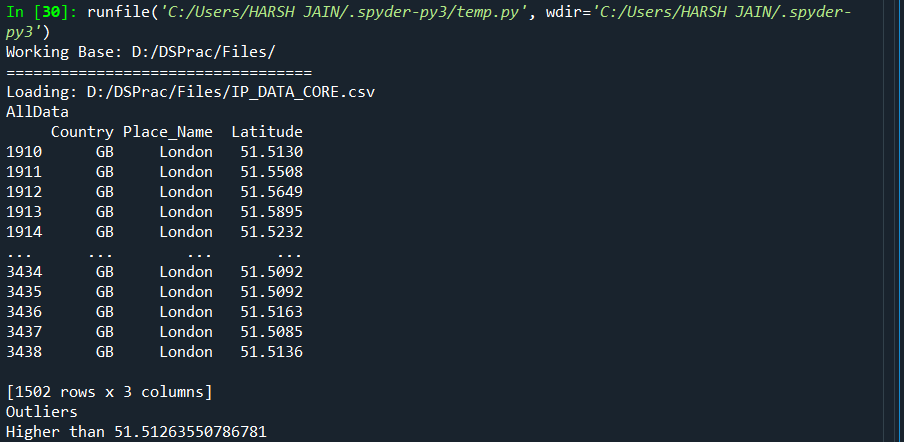 In [30]: runfile('C:/Users/HARSH JAIN/.spyder-py3/temp.py', wdir='C:/Users/HARSH JAIN/.spyder-
py3')
Working Base: D:/DSPrac/Files/
==================================
Loading: D:/DSPrac/Files/IP_DATA_CORE.csv
AllData
     Country Place_Name  Latitude
1910      GB     London   51.5130
1911      GB     London   51.5508
1912      GB     London   51.5649
1913      GB     London   51.5895
1914      GB     London   51.5232
...      ...        ...       ...
3434      GB     London   51.5092
3435      GB     London   51.5092
3436      GB     London   51.5163
3437      GB     London   51.5085
3438      GB     London   51.5136

[1502 rows x 3 columns]
Outliers
Higher than 51.51263550786781